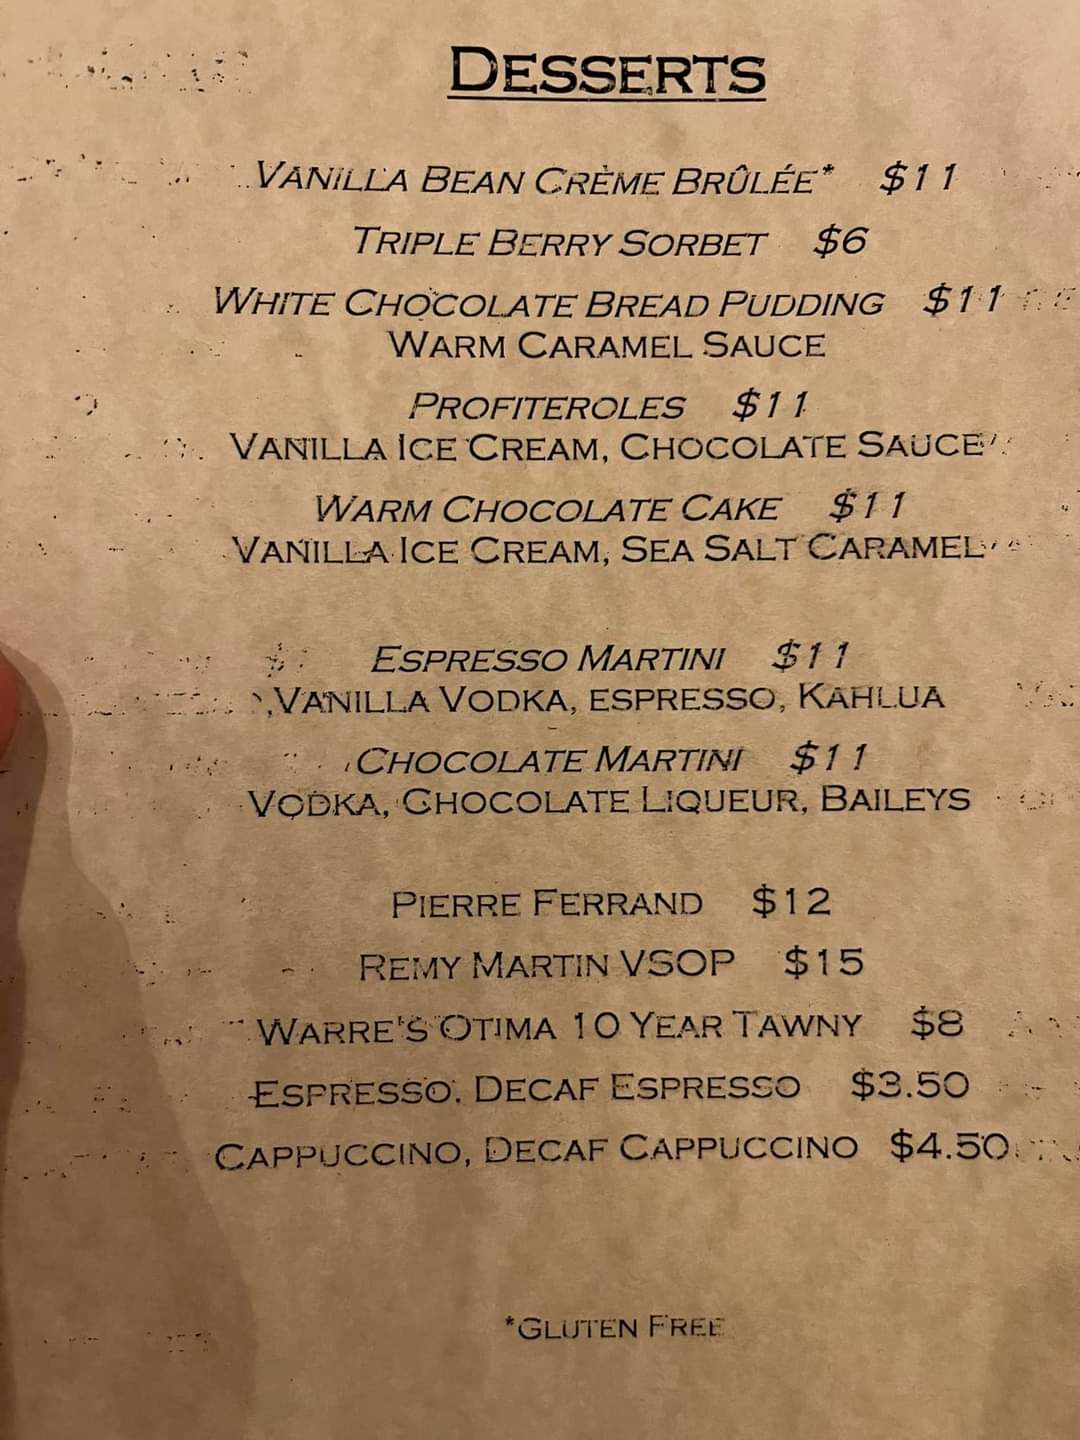 DESSERTS
VANILLA BEAN CRÈME BRÛLÉE* $11
TRIPLE BERRY SORBET $6
WHITE CHOCOLATE BREAD PUDDING $11
WARM CARAMEL SAUCE
PROFITEROLES $11
VANILLA ICE CREAM, CHOCOLATE SAUCE
WARM CHOCOLATE CAKE $11
VANILLA ICE CREAM, SEA SALT CARAMEL
ESPRESSO MARTINI $11
VANILLA VODKA, ESPRESSO, KAHLUA
CHOCOLATE MARTINI $11
VODKA, CHOCOLATE LIQUEUR, BAILEYS
PIERRE FERRAND $12
REMY MARTIN VSOP $15
WARRE'S OTIMA 10 YEAR TAWNY $8
ESPRESSO, DECAF ESPRESSO $3.50
CAPPUCCINO, DECAF CAPPUCCINO $4.50
*GLUTEN FREE